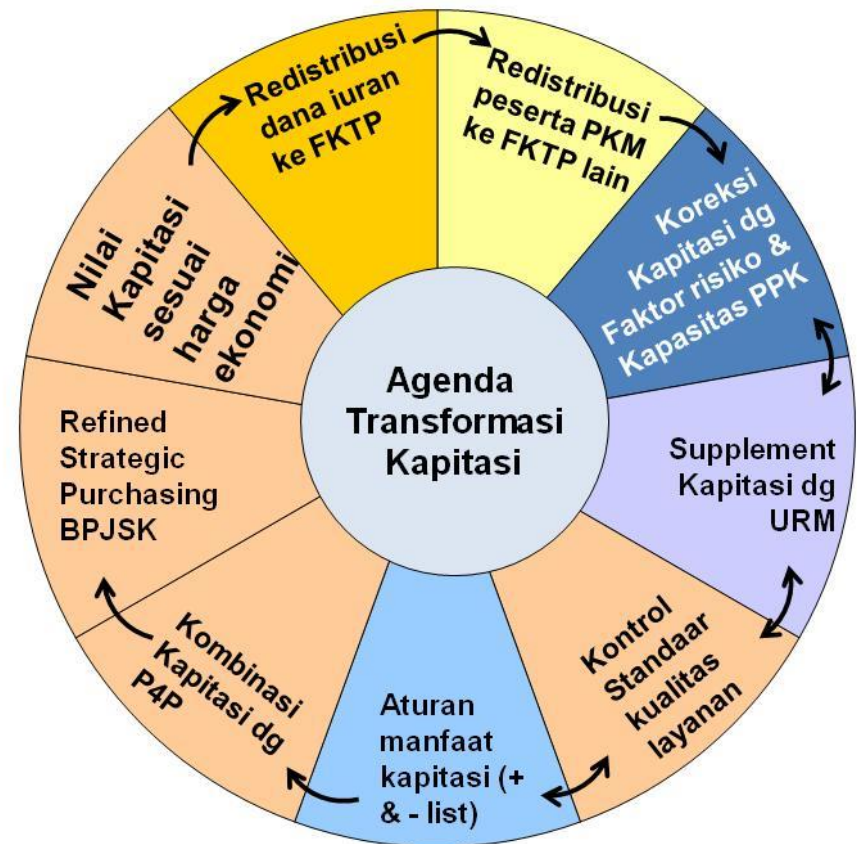 Redistribusi
dana iuran
ke FKTP
Redistribusi
peserta PKM
ke FKTP lain
Koreksi
Kapitasi dg
Faktor risiko &
Kapasitas PPK
Supplement
Kapitasi dg
URM
Kontrol
Standaar
kualitas
layanan
Aturan
manfaat
kapitasi (+
& - list)
Kombinasi
Kapitasi dg
P4P
Refined
Strategic
Purchasing
BPJSK
Nilai
Kapitasi
sesuai
harga
ekonomi
Agenda
Transformasi
Kapitasi